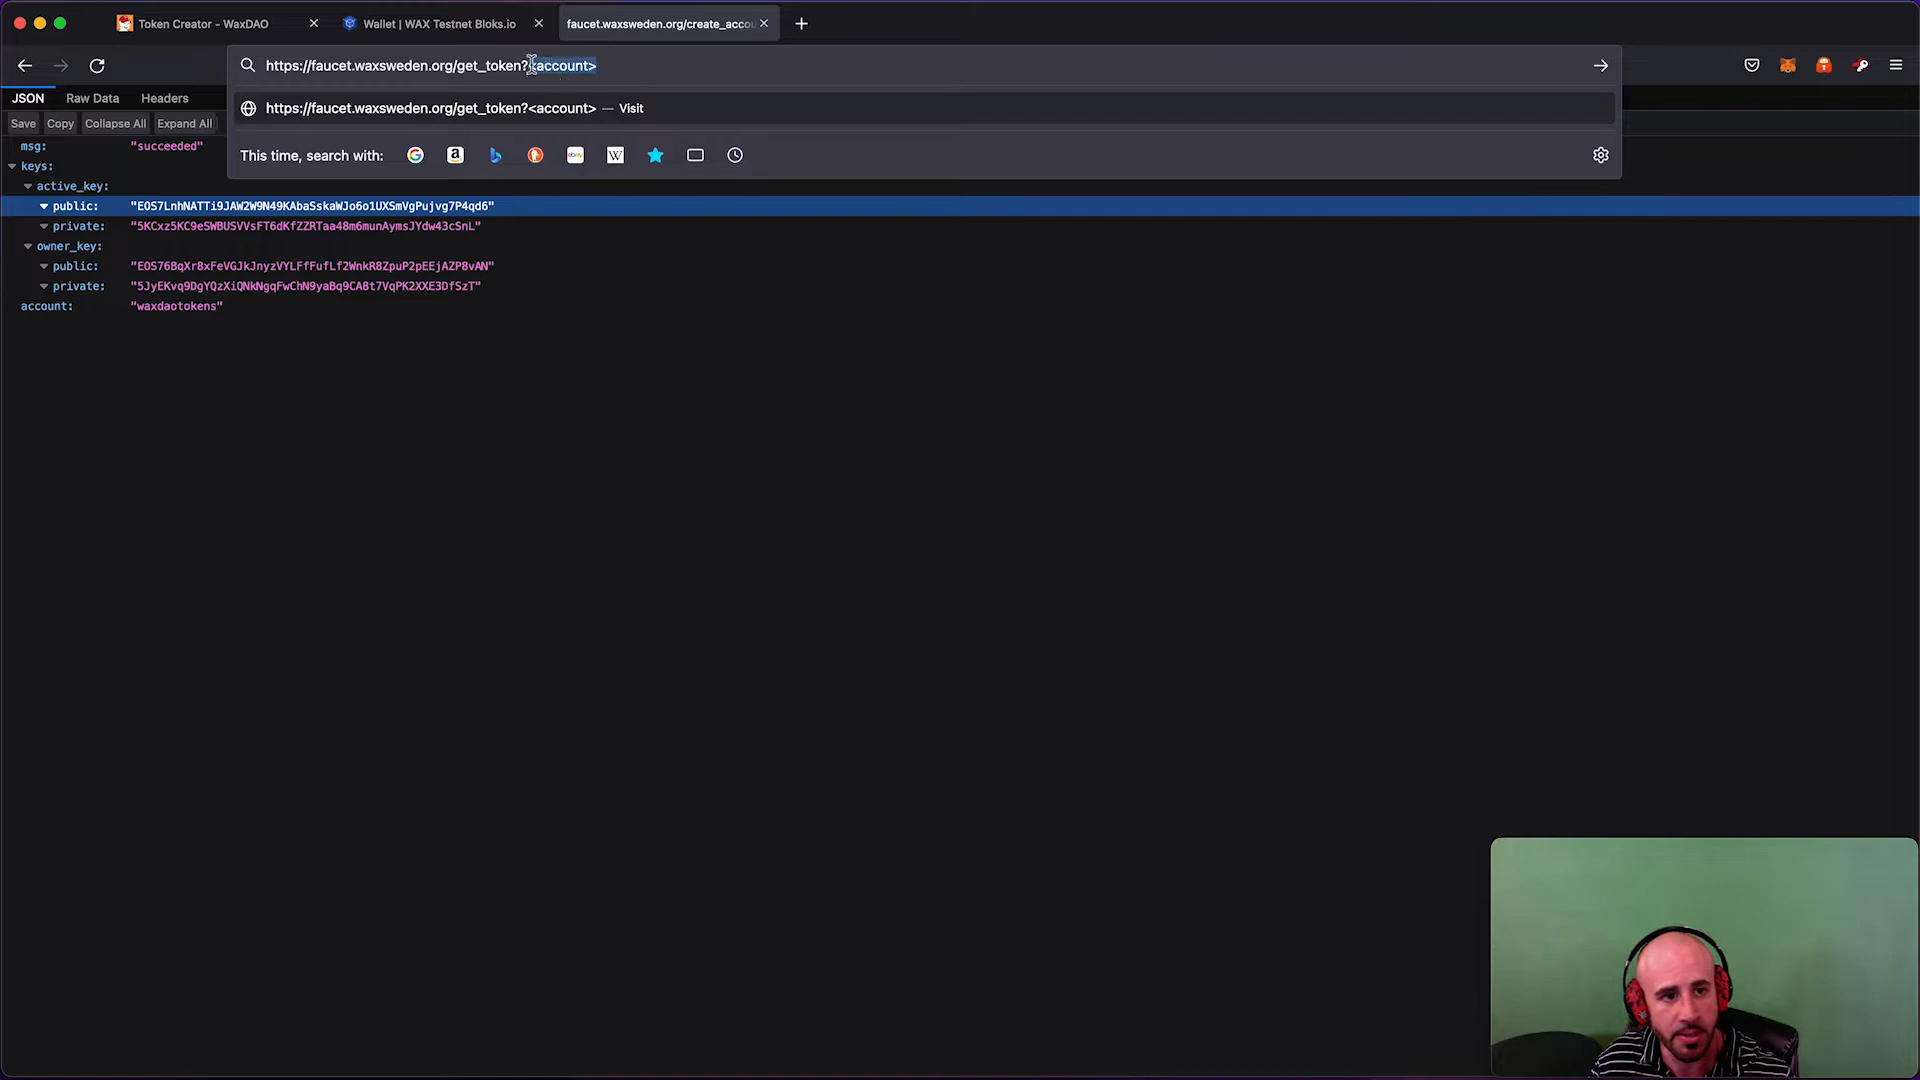 Token Creator - WaxDAO
Wallet | WAX Testnet Bloks.io
faucet.waxsweden.org/create_accou
https://faucet.waxsweden.org/get_token?<account>
https://faucet.waxsweden.org/get_token?<account> — Visit
This time, search with:
JSON Raw Data Headers
Save Copy Collapse All Expand All
msg: "succeeded"
keys:
active_key:
public: "EOS7LnhNATTi9JAW2W9N49KAbaSskaWJo6o1UXSmVgPujvg7P4qd6"
private: "5KCxz5KC9eSWBUSVVsFT6dKfZZRTaa48m6munAymsJYdw43cSnL"
owner_key:
public: "EOS76BqXr8xFeVGJkJnyzVYLFfFufLf2WnkR8ZpuP2pEEjAZP8vAN"
private: "5JyEKvq9DgYQzXiQNkNgqFwChN9yaBq9CA8t7VqPK2XXE3DfSzT"
account: "waxdaotokens"